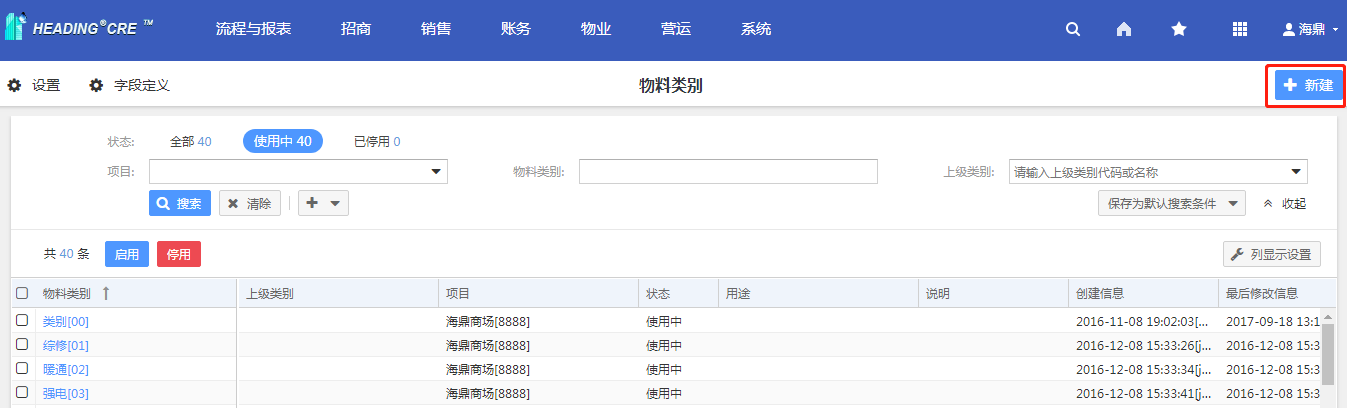 HEADING®CRE ™ 流程与报表 招商 销售 账务 物业 营运 系统 海鼎
设置 字段定义 物料类别 新建
状态: 全部 40 使用中 40 已停用 0
项目: 物料类别: 上级类别: 请输入上级类别代码或名称
搜索 清除 保存为默认搜索条件 收起
共 40 条 启用 停用 列显示设置
物料类别 上级类别 项目 状态 用途 说明 创建信息 最后修改信息
类别[00] 海鼎商场[8888] 使用中 2016-11-08 19:02:03[... 2017-09-18 13:1
综修[01] 海鼎商场[8888] 使用中 2016-12-08 15:33:26[j... 2016-12-08 15:3
暖通[02] 海鼎商场[8888] 使用中 2016-12-08 15:33:34[j... 2016-12-08 15:3
强电[03] 海鼎商场[8888] 使用中 2016-12-08 15:33:41[j... 2016-12-08 15:3